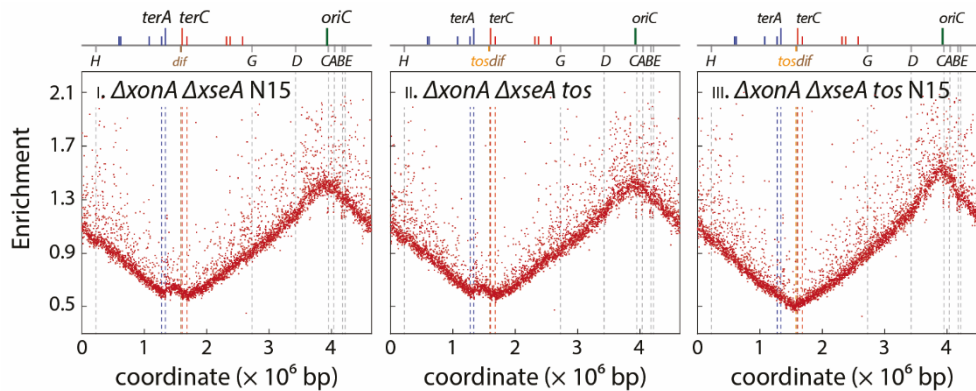 terA terC oriC
H dif G D CABE
I. ΔxonA ΔxseA N15
terA terC oriC
H tosdif G D CABE
II. ΔxonA ΔxseA tos
terA terC oriC
H tosdif G D CABE
III. ΔxonA ΔxseA tos N15
Enrichment
2.1
1.7
1.3
0.9
0.5
0 1 2 3 4
0 1 2 3 4
0 1 2 3 4
coordinate (× 10⁶ bp)
coordinate (× 10⁶ bp)
coordinate (× 10⁶ bp)